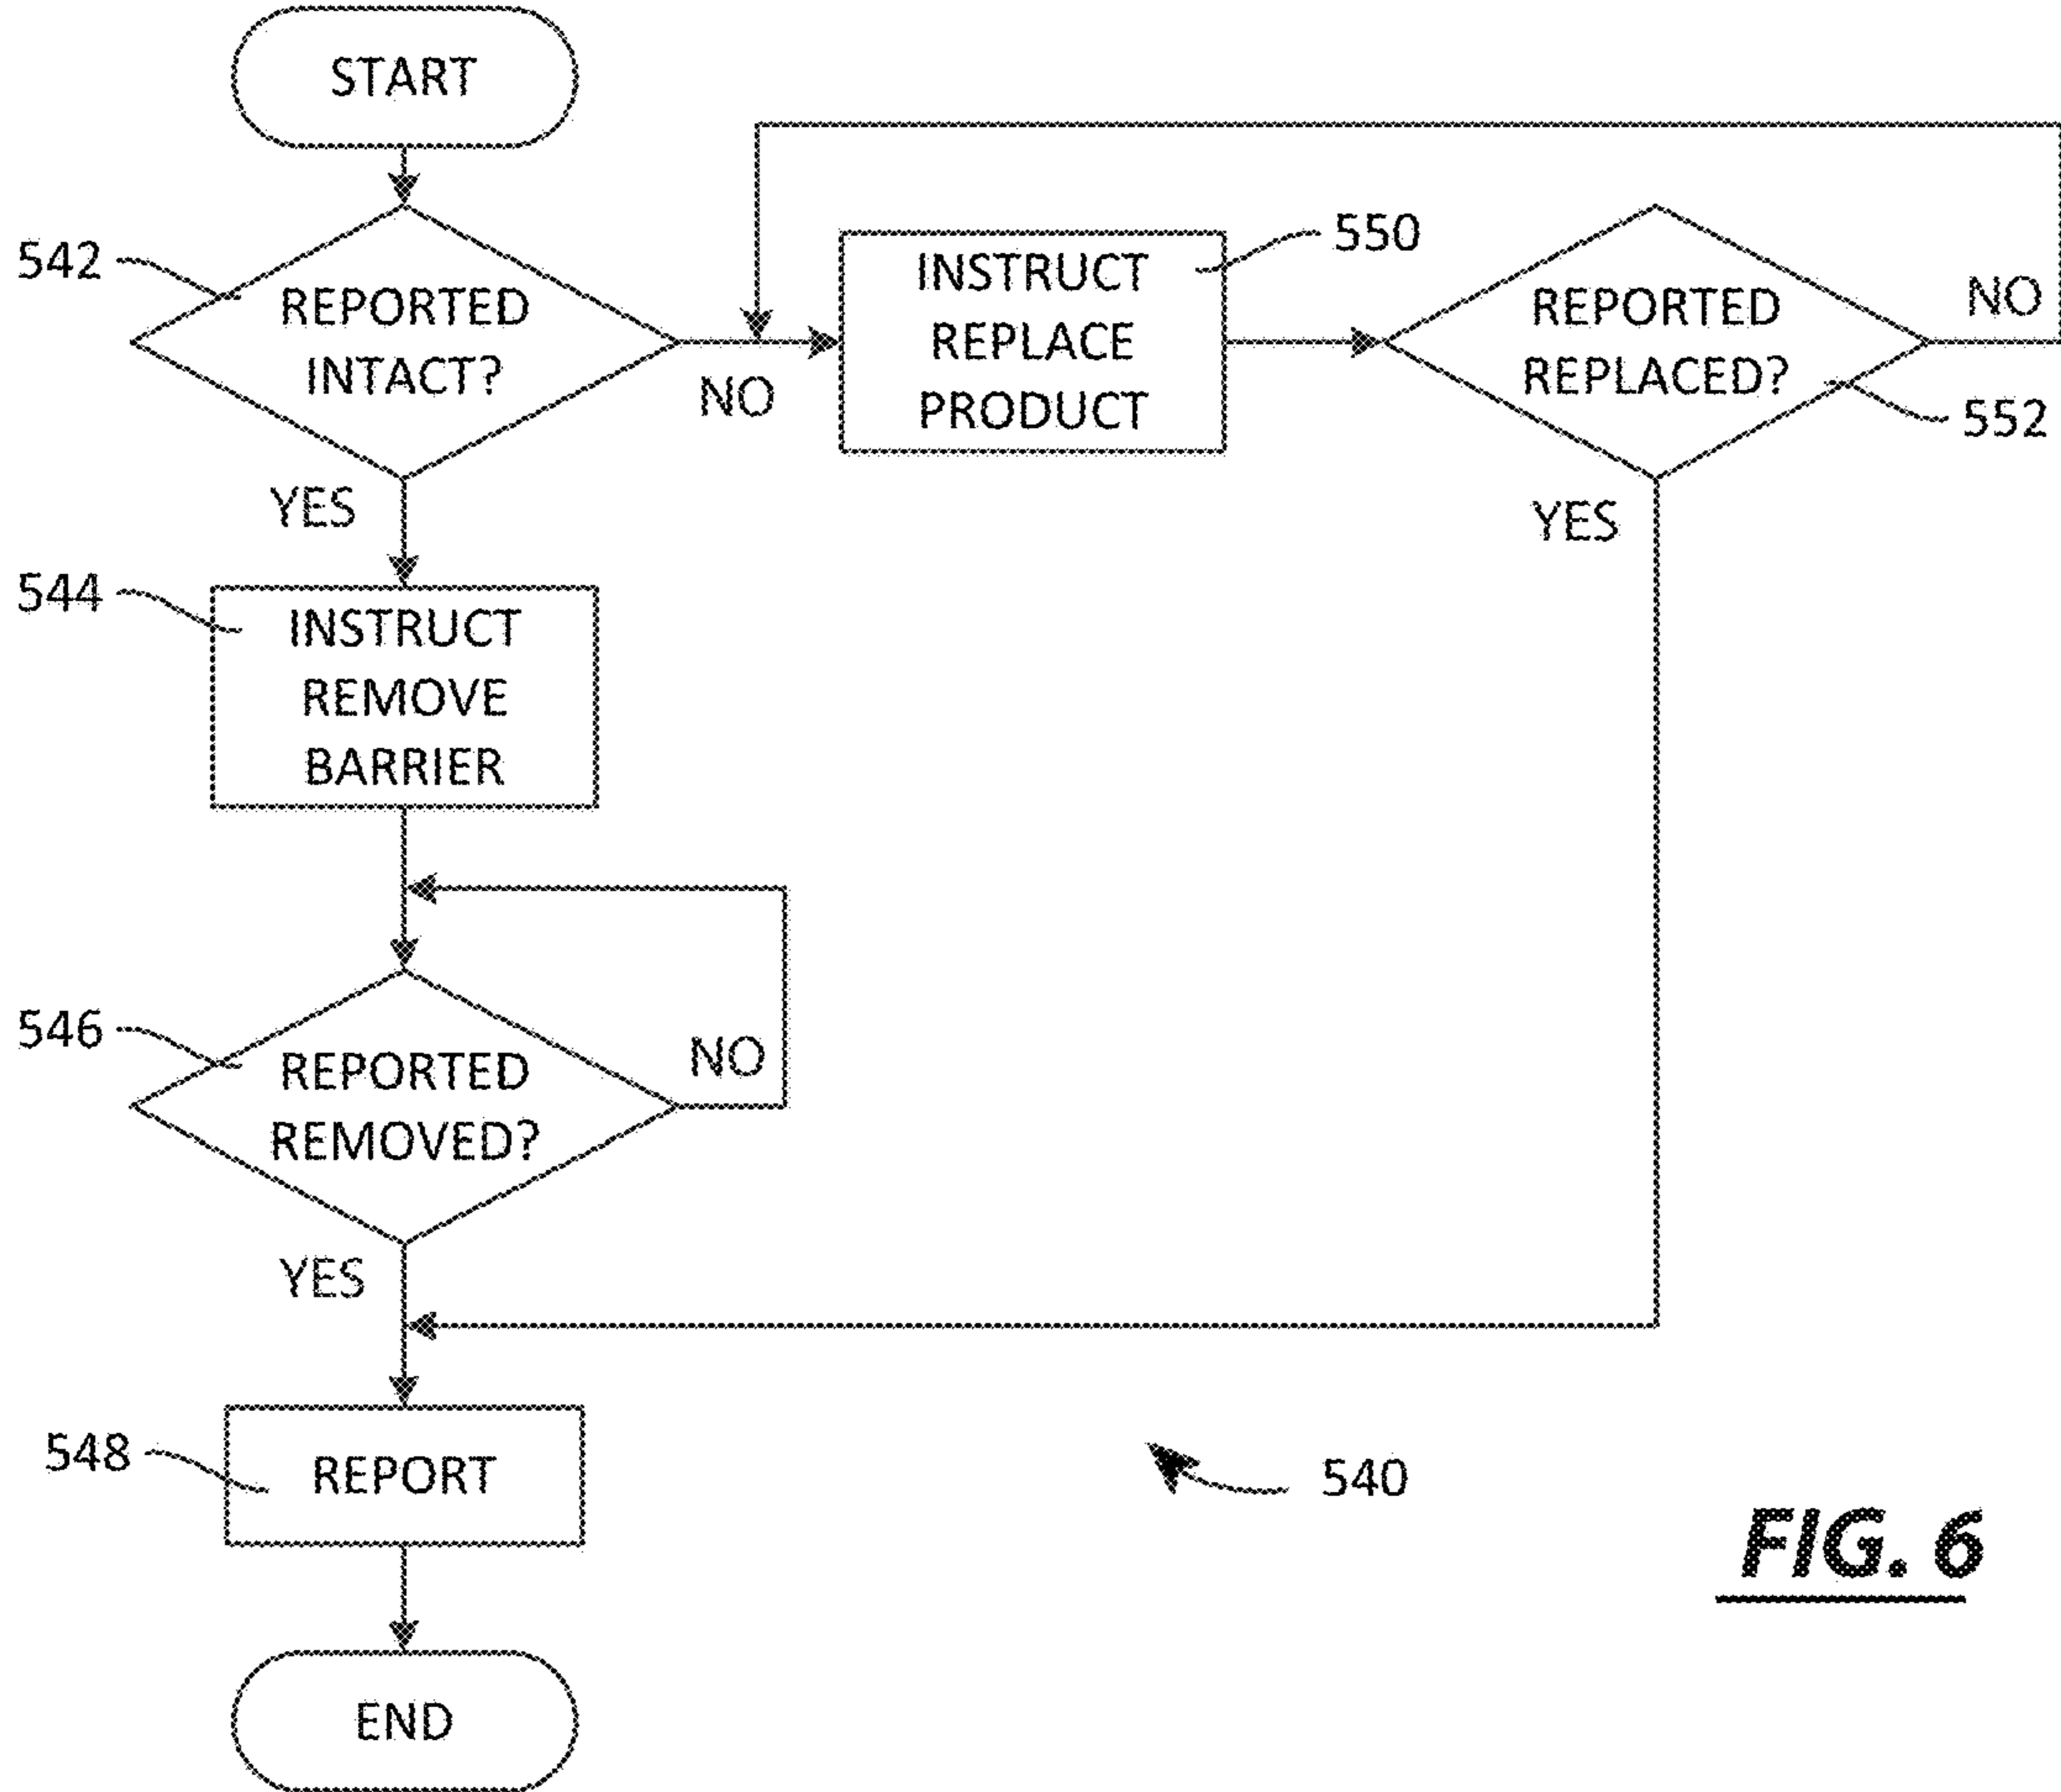 START
542
REPORTED
INTACT?
NO
YES
550
INSTRUCT
REPLACE
PRODUCT
REPORTED
REPLACED?
NO
552
YES
544
INSTRUCT
REMOVE
BARRIER
546
REPORTED
REMOVED?
NO
YES
548
REPORT
540
END
FIG. 6